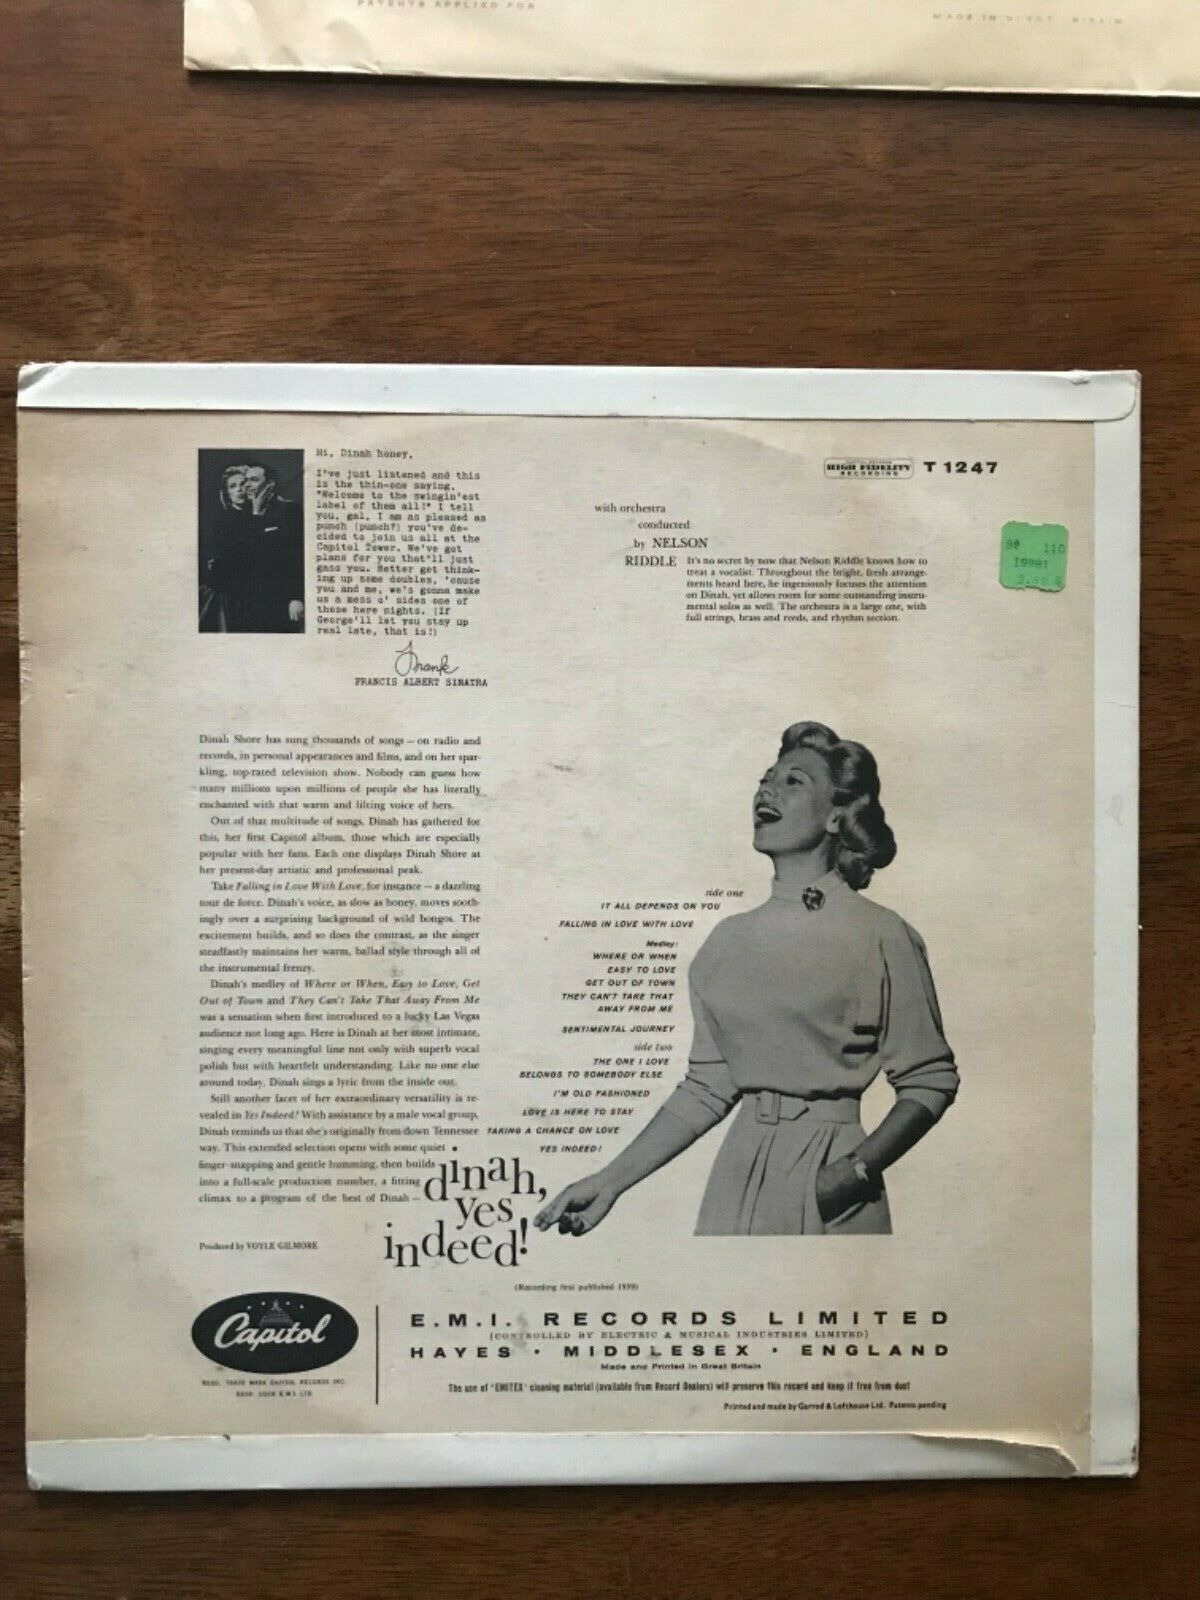 PATENTS APPLIED FOR
Hi, Dinah honey,
I've just listened and this
is the thin-one saying,
"Welcome to the swingin'est
label of them all!" I tell
you, gal, I am as pleased as
punch (punch?) you've de-
cided to join us all at the
Capitol Tower. We've got
plans for you that'll just
gass you. Better get think-
ing up some doubles, 'cause
you and me, we's gonna make
us a mess o' sides one of
these here nights. (If
George'll let you stay up
real late, that is!)
Frank
FRANCIS ALBERT SINATRA
HIGH FIDELITY
RECORDING
T 1247
with orchestra
conducted
by NELSON
RIDDLE
It's no secret by now that Nelson Riddle knows how to
treat a vocalist. Throughout the bright, fresh arrange-
ments heard here, he ingeniously focuses the attention
on Dinah, yet allows room for some outstanding instru-
mental solos as well. The orchestra is a large one, with
full strings, brass and reeds, and rhythm section.
110
Dinah Shore has sung thousands of songs — on radio and
records, in personal appearances and films, and on her spar-
kling, top-rated television show. Nobody can guess how
many millions upon millions of people she has literally
enchanted with that warm and lilting voice of hers.
Out of that multitude of songs, Dinah has gathered for
this, her first Capitol album, those which are especially
popular with her fans. Each one displays Dinah Shore at
her present-day artistic and professional peak.
Take Falling in Love With Love, for instance — a dazzling
tour de force. Dinah's voice, as slow as honey, moves sooth-
ingly over a surprising background of wild bongos. The
excitement builds, and so does the contrast, as the singer
steadfastly maintains her warm, ballad style through all of
the instrumental frenzy.
Dinah's medley of Where or When, Easy to Love, Get
Out of Town and They Can't Take That Away From Me
was a sensation when first introduced to a lucky Las Vegas
audience not long ago. Here is Dinah at her most intimate,
singing every meaningful line not only with superb vocal
polish but with heartfelt understanding. Like no one else
around today, Dinah sings a lyric from the inside out.
Still another facet of her extraordinary versatility is re-
vealed in Yes Indeed! With assistance by a male vocal group,
Dinah reminds us that she's originally from down Tennessee
way. This extended selection opens with some quiet
finger-snapping and gentle humming, then builds
into a full-scale production number, a fitting
climax to a program of the best of Dinah —
dinah,
yes
indeed!
side one
IT ALL DEPENDS ON YOU
FALLING IN LOVE WITH LOVE
Medley:
WHERE OR WHEN
EASY TO LOVE
GET OUT OF TOWN
THEY CAN'T TAKE THAT
AWAY FROM ME
SENTIMENTAL JOURNEY
side two
THE ONE I LOVE
BELONGS TO SOMEBODY ELSE
I'M OLD FASHIONED
LOVE IS HERE TO STAY
TAKING A CHANCE ON LOVE
YES INDEED!
Produced by VOYLE GILMORE
(Recording first published 1959)
Capitol
REGD. TRADE MARK CAPITOL RECORDS INC.
REGD. USER E.M.I. LTD.
E.M.I. RECORDS LIMITED
(CONTROLLED BY ELECTRIC & MUSICAL INDUSTRIES LIMITED)
HAYES · MIDDLESEX · ENGLAND
Made and Printed in Great Britain
The use of 'EMITEX' cleaning material (available from Record Dealers) will preserve this record and keep it free from dust
Printed and made by Garrod & Lofthouse Ltd. Patents pending